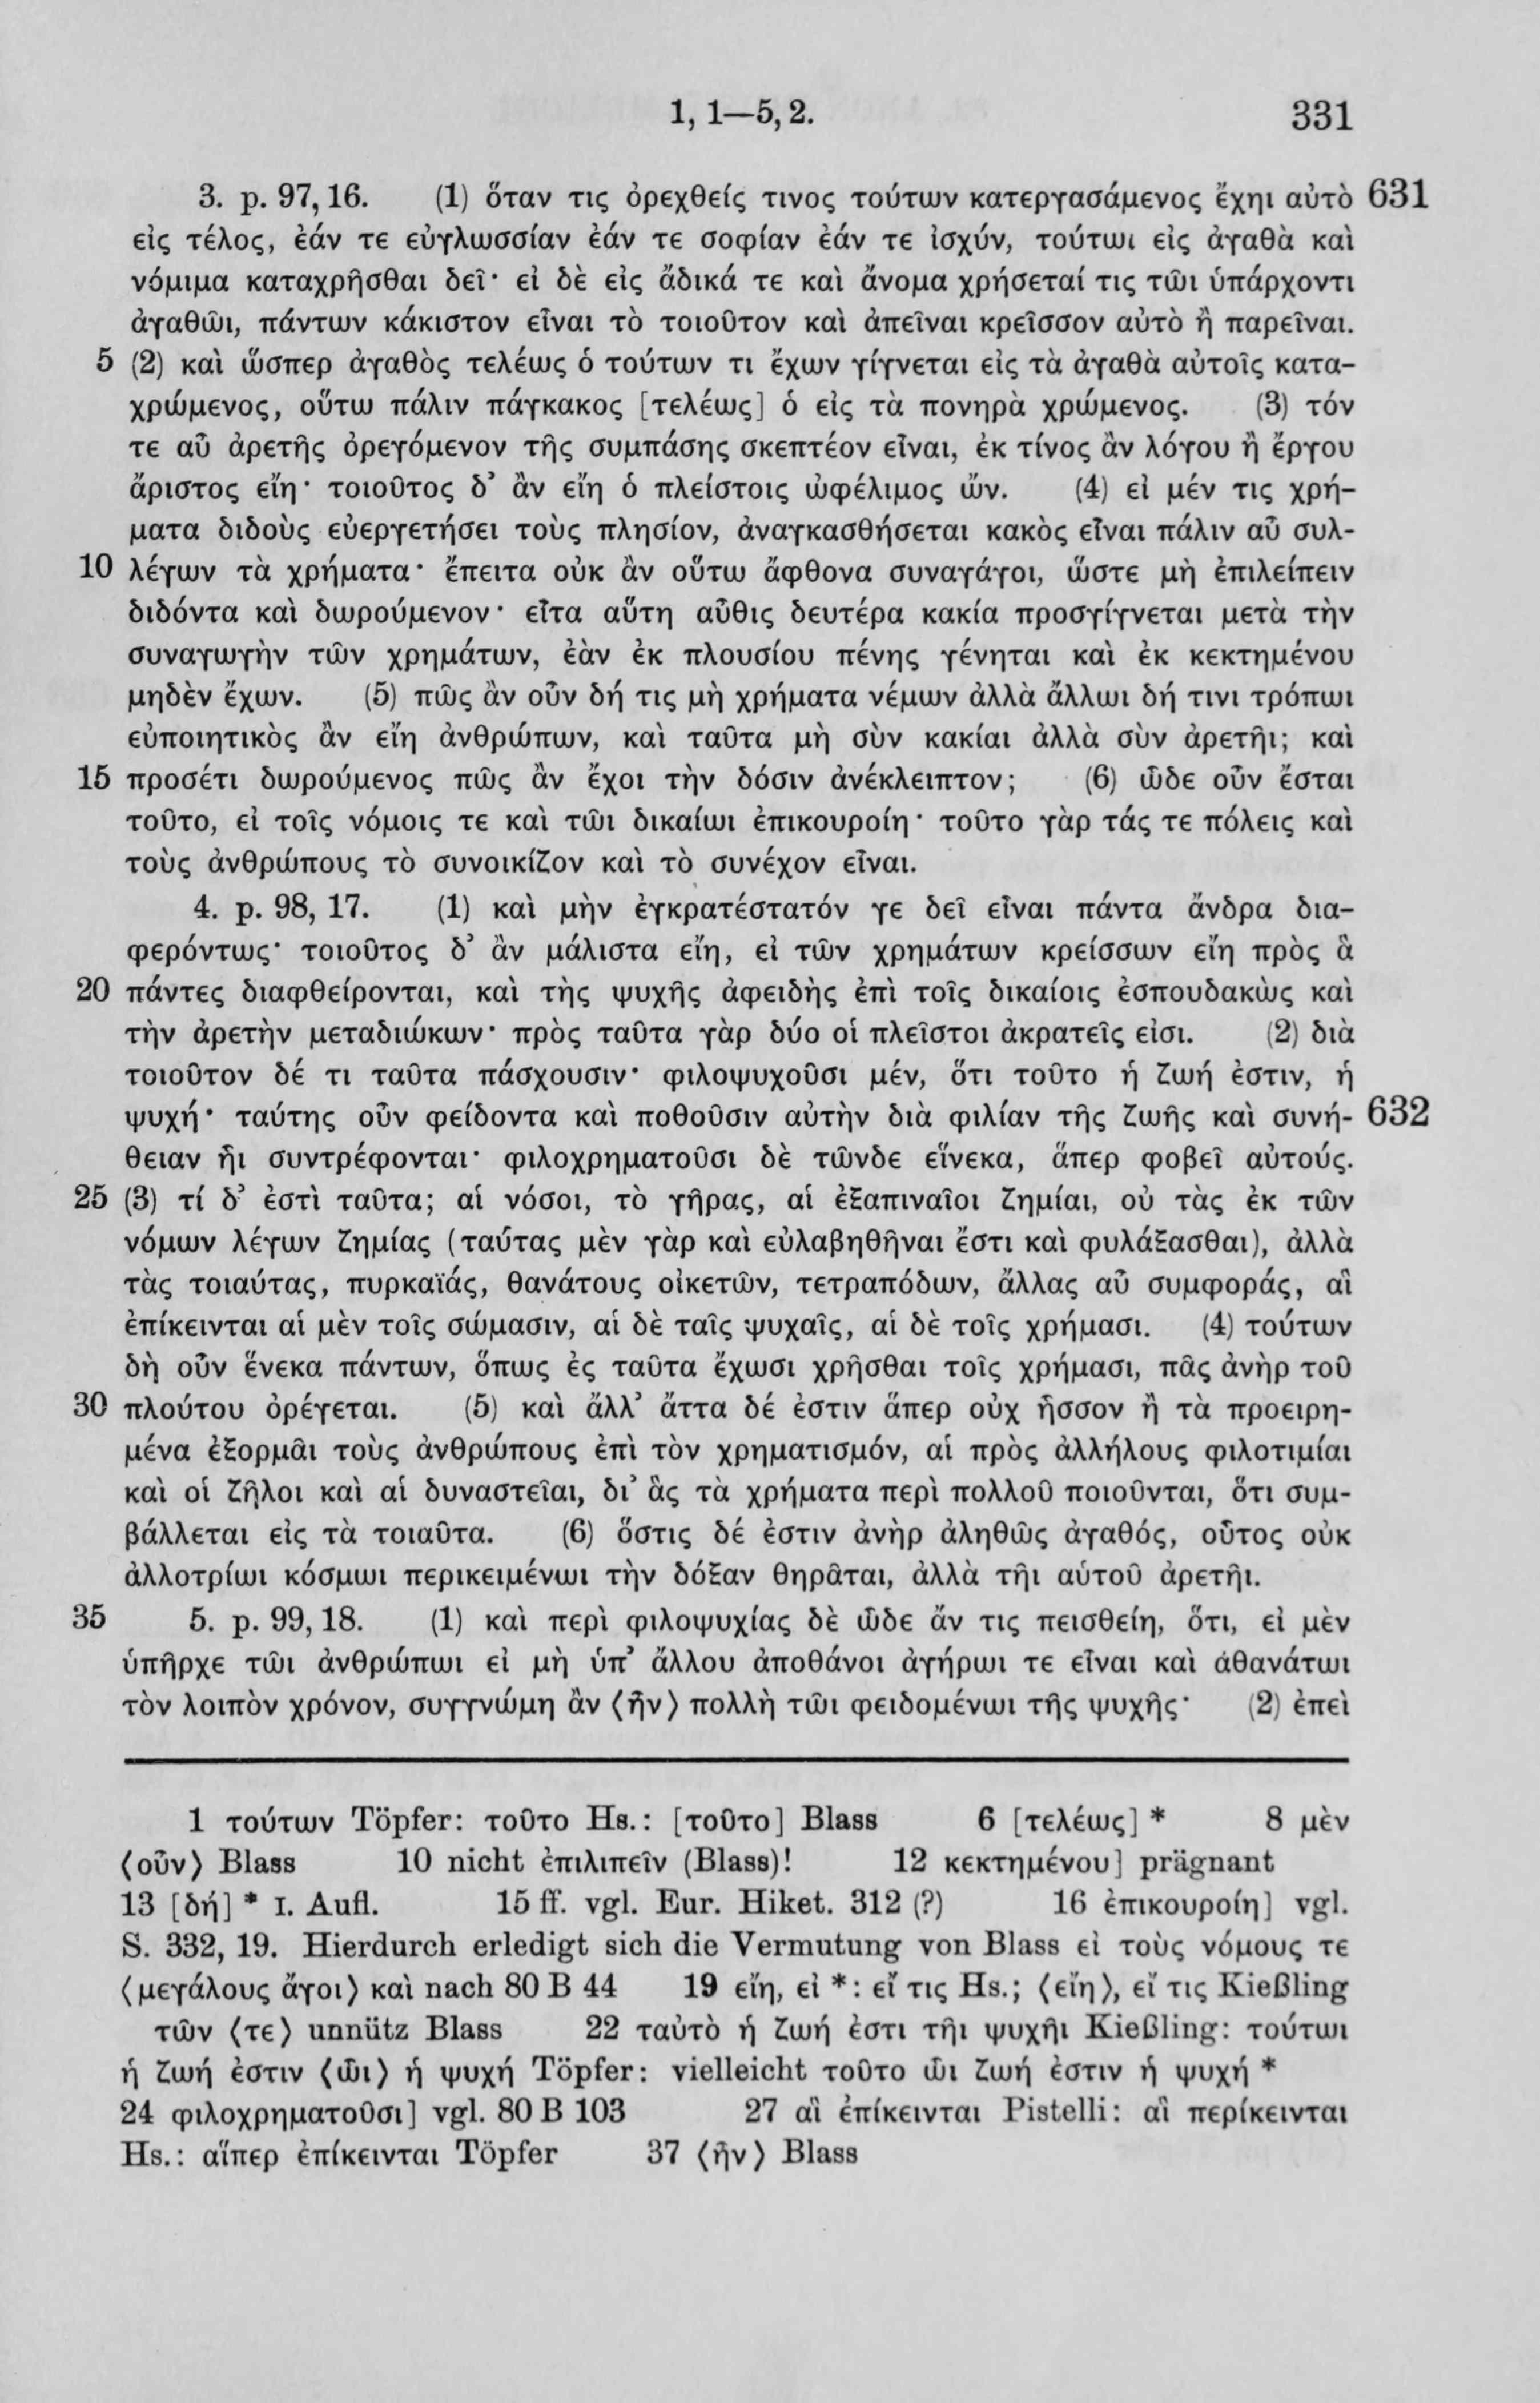 1, 1—5, 2. 331
3. p. 97, 16. (1) ὅταν τις ὀρεχθείς τινος τούτων κατεργασάμενος ἔχηι αὐτὸ 631
εἰς τέλος, ἐάν τε εὐγλωσσίαν ἐάν τε σοφίαν ἐάν τε ἰσχύν, τούτωι εἰς ἀγαθὰ καὶ
νόμιμα καταχρῆσθαι δεῖ· εἰ δὲ εἰς ἄδικά τε καὶ ἄνομα χρήσεταί τις τῶι ὑπάρχοντι
ἀγαθῶι, πάντων κάκιστον εἶναι τὸ τοιοῦτον καὶ ἀπεῖναι κρεῖσσον αὐτὸ ἢ παρεῖναι.
5 (2) καὶ ὥσπερ ἀγαθὸς τελέως ὁ τούτων τι ἔχων γίγνεται εἰς τὰ ἀγαθὰ αὐτοῖς κατα-
χρώμενος, οὕτω πάλιν πάγκακος [τελέως] ὁ εἰς τὰ πονηρὰ χρώμενος. (3) τόν
τε αὖ ἀρετῆς ὀρεγόμενον τῆς συμπάσης σκεπτέον εἶναι, ἐκ τίνος ἂν λόγου ἢ ἔργου
ἄριστος εἴη· τοιοῦτος δ᾽ ἂν εἴη ὁ πλείστοις ὠφέλιμος ὤν. (4) εἰ μέν τις χρή-
ματα διδοὺς εὐεργετήσει τοὺς πλησίον, ἀναγκασθήσεται κακὸς εἶναι πάλιν αὖ συλ-
10 λέγων τὰ χρήματα· ἔπειτα οὐκ ἂν οὕτω ἄφθονα συναγάγοι, ὥστε μὴ ἐπιλείπειν
διδόντα καὶ δωρούμενον· εἶτα αὕτη αὖθις δευτέρα κακία προσγίγνεται μετὰ τὴν
συναγωγὴν τῶν χρημάτων, ἐὰν ἐκ πλουσίου πένης γένηται καὶ ἐκ κεκτημένου
μηδὲν ἔχων. (5) πῶς ἂν οὖν δή τις μὴ χρήματα νέμων ἀλλὰ ἄλλωι δή τινι τρόπωι
εὐποιητικὸς ἂν εἴη ἀνθρώπων, καὶ ταῦτα μὴ σὺν κακίαι ἀλλὰ σὺν ἀρετῆι; καὶ
15 προσέτι δωρούμενος πῶς ἂν ἔχοι τὴν δόσιν ἀνέκλειπτον; (6) ὧδε οὖν ἔσται
τοῦτο, εἰ τοῖς νόμοις τε καὶ τῶι δικαίωι ἐπικουροίη· τοῦτο γὰρ τάς τε πόλεις καὶ
τοὺς ἀνθρώπους τὸ συνοικίζον καὶ τὸ συνέχον εἶναι.
4. p. 98, 17. (1) καὶ μὴν ἐγκρατέστατόν γε δεῖ εἶναι πάντα ἄνδρα δια-
φερόντως· τοιοῦτος δ᾽ ἂν μάλιστα εἴη, εἰ τῶν χρημάτων κρείσσων εἴη πρὸς ἃ
20 πάντες διαφθείρονται, καὶ τῆς ψυχῆς ἀφειδὴς ἐπὶ τοῖς δικαίοις ἐσπουδακὼς καὶ
τὴν ἀρετὴν μεταδιώκων· πρὸς ταῦτα γὰρ δύο οἱ πλεῖστοι ἀκρατεῖς εἰσι. (2) διὰ
τοιοῦτον δέ τι ταῦτα πάσχουσιν· φιλοψυχοῦσι μέν, ὅτι τοῦτο ἡ ζωή ἐστιν, ἡ
ψυχή· ταύτης οὖν φείδονται καὶ ποθοῦσιν αὐτὴν διὰ φιλίαν τῆς ζωῆς καὶ συνή- 632
θειαν ἧι συντρέφονται· φιλοχρηματοῦσι δὲ τῶνδε εἵνεκα, ἅπερ φοβεῖ αὐτούς.
25 (3) τί δ᾽ ἐστὶ ταῦτα; αἱ νόσοι, τὸ γῆρας, αἱ ἐξαπιναῖοι ζημίαι, οὐ τὰς ἐκ τῶν
νόμων λέγων ζημίας (ταύτας μὲν γὰρ καὶ εὐλαβηθῆναι ἔστι καὶ φυλάξασθαι), ἀλλὰ
τὰς τοιαύτας, πυρκαϊάς, θανάτους οἰκετῶν, τετραπόδων, ἄλλας αὖ συμφοράς, αἳ
ἐπίκεινται αἱ μὲν τοῖς σώμασιν, αἱ δὲ ταῖς ψυχαῖς, αἱ δὲ τοῖς χρήμασι. (4) τούτων
δὴ οὖν ἕνεκα πάντων, ὅπως ἐς ταῦτα ἔχωσι χρῆσθαι τοῖς χρήμασι, πᾶς ἀνὴρ τοῦ
30 πλούτου ὀρέγεται. (5) καὶ ἄλλ᾽ ἄττα δέ ἐστιν ἅπερ οὐχ ἧσσον ἢ τὰ προειρη-
μένα ἐξορμᾶι τοὺς ἀνθρώπους ἐπὶ τὸν χρηματισμόν, αἱ πρὸς ἀλλήλους φιλοτιμίαι
καὶ οἱ ζῆλοι καὶ αἱ δυναστεῖαι, δι᾽ ἃς τὰ χρήματα περὶ πολλοῦ ποιοῦνται, ὅτι συμ-
βάλλεται εἰς τὰ τοιαῦτα. (6) ὅστις δέ ἐστιν ἀνὴρ ἀληθῶς ἀγαθός, οὗτος οὐκ
ἀλλοτρίωι κόσμωι περικειμένωι τὴν δόξαν θηρᾶται, ἀλλὰ τῆι αὑτοῦ ἀρετῆι.
35 5. p. 99, 18. (1) καὶ περὶ φιλοψυχίας δὲ ὧδε ἄν τις πεισθείη, ὅτι, εἰ μὲν
ὑπῆρχε τῶι ἀνθρώπωι εἰ μὴ ὑπ᾽ ἄλλου ἀποθάνοι ἀγήρωι τε εἶναι καὶ ἀθανάτωι
τὸν λοιπὸν χρόνον, συγγνώμη ἂν ⟨ἦν⟩ πολλὴ τῶι φειδομένωι τῆς ψυχῆς· (2) ἐπεὶ
1 τούτων Töpfer: τοῦτο Hs.: [τοῦτο] Blass 6 [τελέως] * 8 μὲν
⟨οὖν⟩ Blass 10 nicht ἐπιλιπεῖν (Blass)! 12 κεκτημένου] prägnant
13 [δή] * I. Aufl. 15 ff. vgl. Eur. Hiket. 312 (?) 16 ἐπικουροίη] vgl.
S. 332, 19. Hierdurch erledigt sich die Vermutung von Blass εἰ τοὺς νόμους τε
⟨μεγάλους ἄγοι⟩ καὶ nach 80 B 44 19 εἴη, εἰ *: εἴ τις Hs.; ⟨εἴη⟩, εἴ τις Kießling
τῶν ⟨τε⟩ unnütz Blass 22 ταὐτὸ ἡ ζωή ἐστι τῆι ψυχῆι Kießling: τούτωι
ἡ ζωή ἐστιν ⟨ὧι⟩ ἡ ψυχή Töpfer: vielleicht τοῦτο ὧι ζωή ἐστιν ἡ ψυχή *
24 φιλοχρηματοῦσι] vgl. 80 B 103 27 αἳ ἐπίκεινται Pistelli: αἳ περίκεινται
Hs.: αἵπερ ἐπίκεινται Töpfer 37 ⟨ἦν⟩ Blass